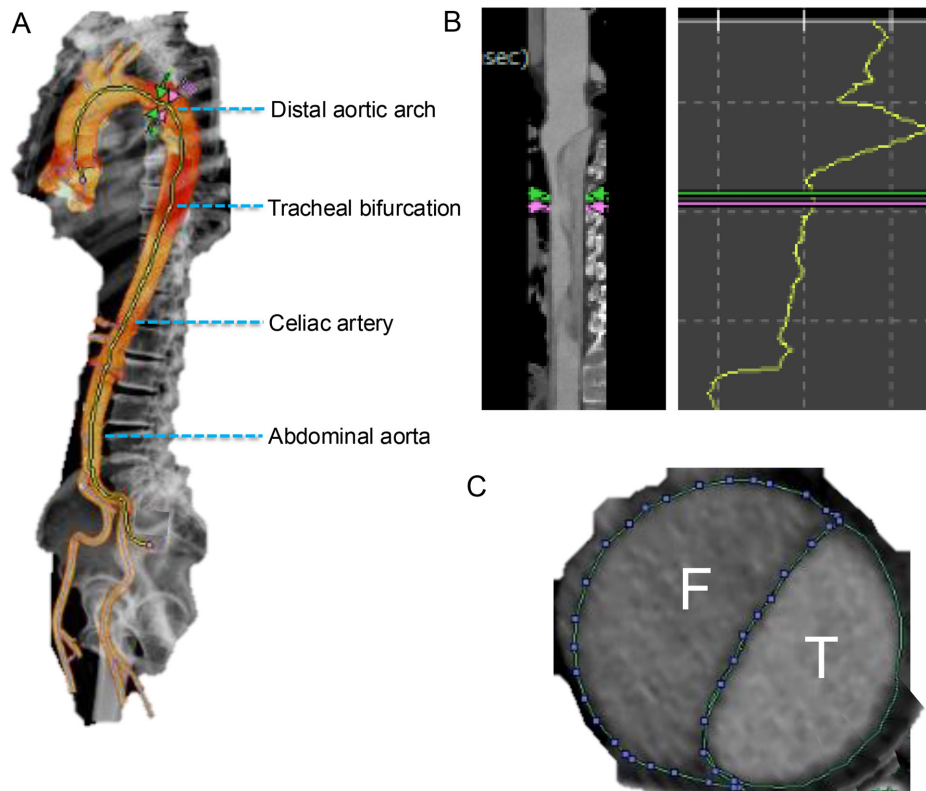 A
Distal aortic arch
Tracheal bifurcation
Celiac artery
Abdominal aorta
B
sec)
C
F
T